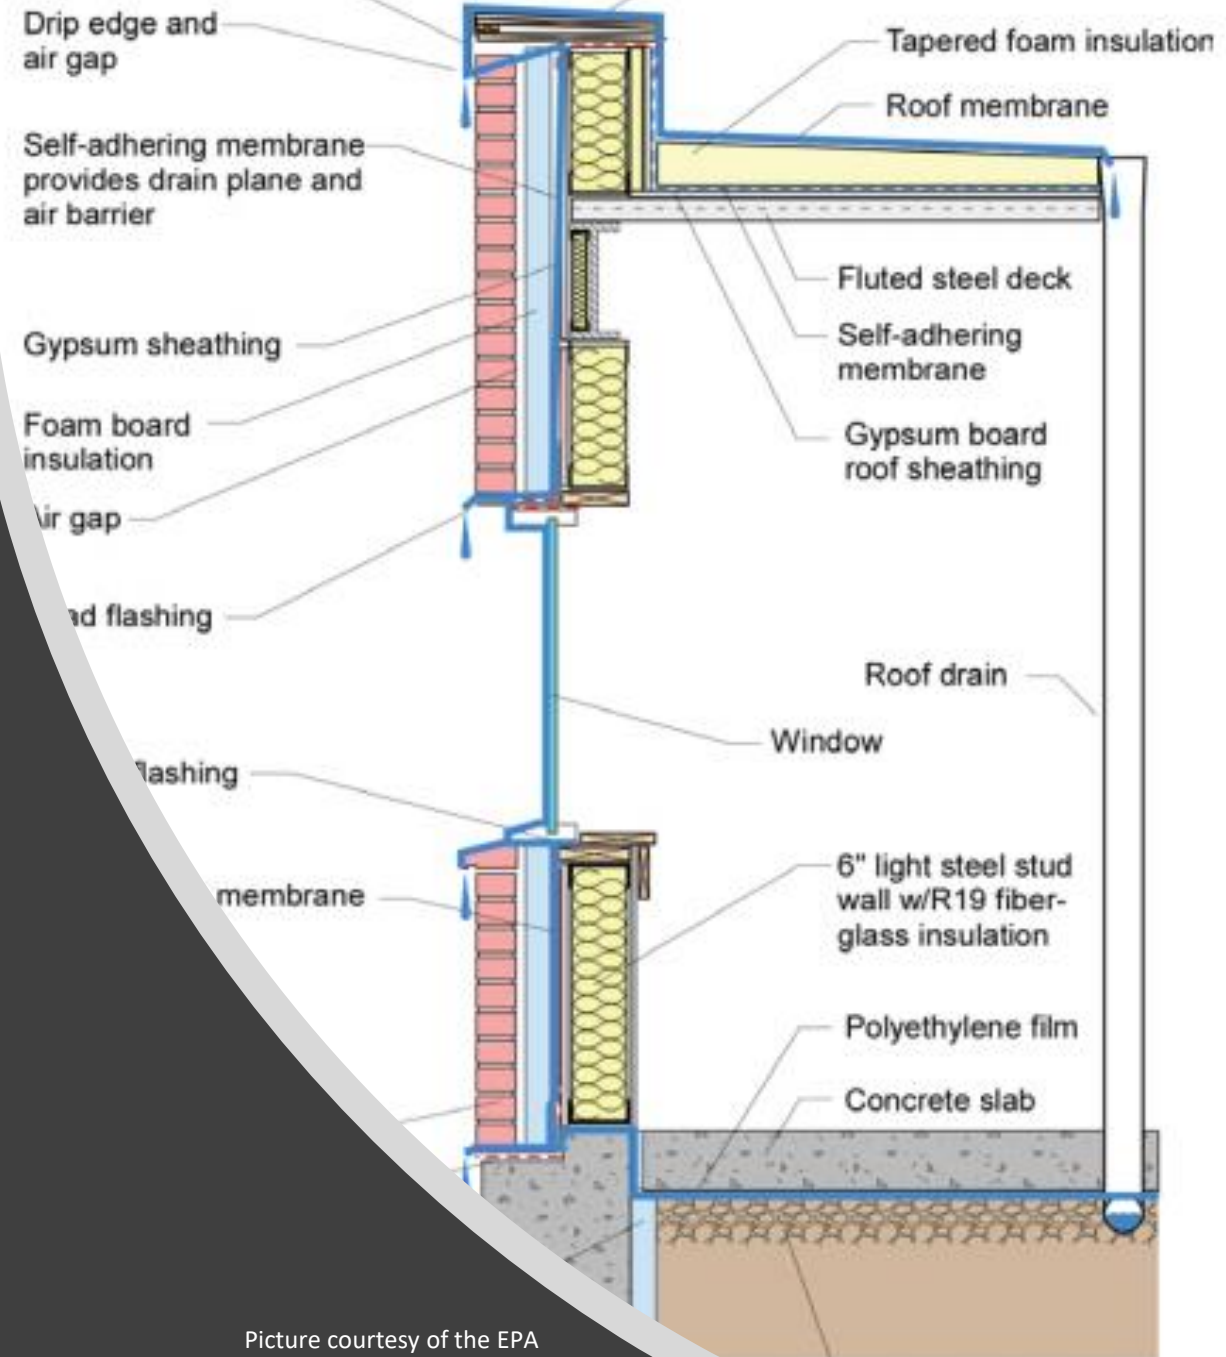 Drip edge and
air gap
Self-adhering membrane
provides drain plane and
air barrier
Gypsum sheathing
Foam board
insulation
ir gap
ad flashing
flashing
membrane
Tapered foam insulation
Roof membrane
Fluted steel deck
Self-adhering
membrane
Gypsum board
roof sheathing
Roof drain
Window
6" light steel stud
wall w/R19 fiber-
glass insulation
Polyethylene film
Concrete slab
Picture courtesy of the EPA